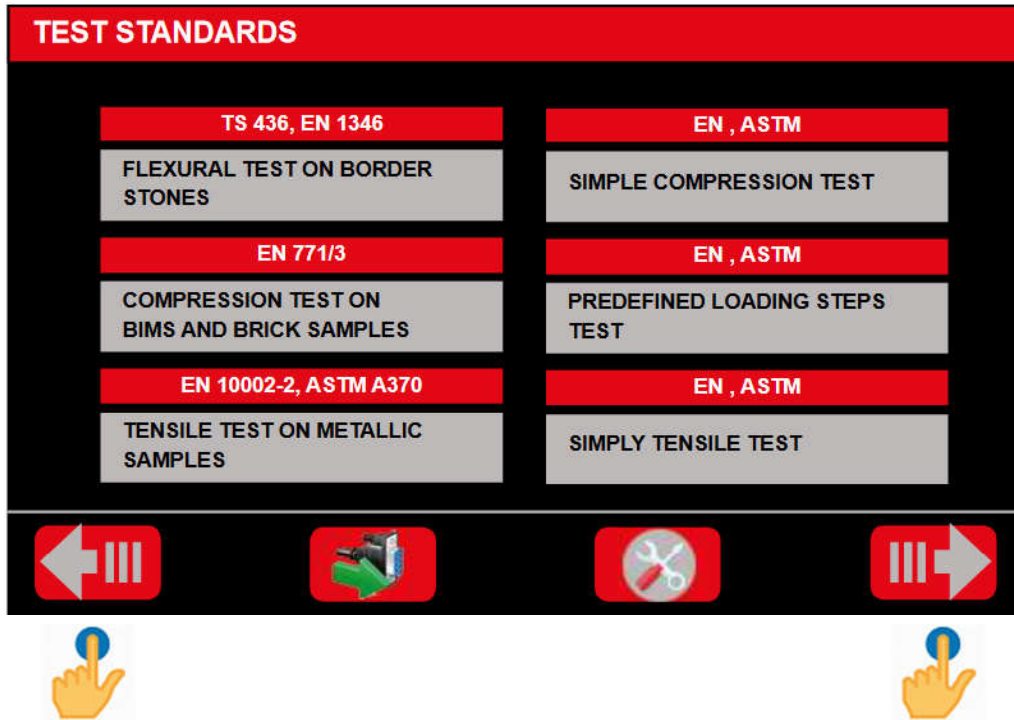 TEST STANDARDS
TS 436, EN 1346
FLEXURAL TEST ON BORDER
STONES
EN 771/3
COMPRESSION TEST ON
BIMS AND BRICK SAMPLES
EN 10002-2, ASTM A370
TENSILE TEST ON METALLIC
SAMPLES
EN , ASTM
SIMPLE COMPRESSION TEST
EN , ASTM
PREDEFINED LOADING STEPS
TEST
EN , ASTM
SIMPLY TENSILE TEST